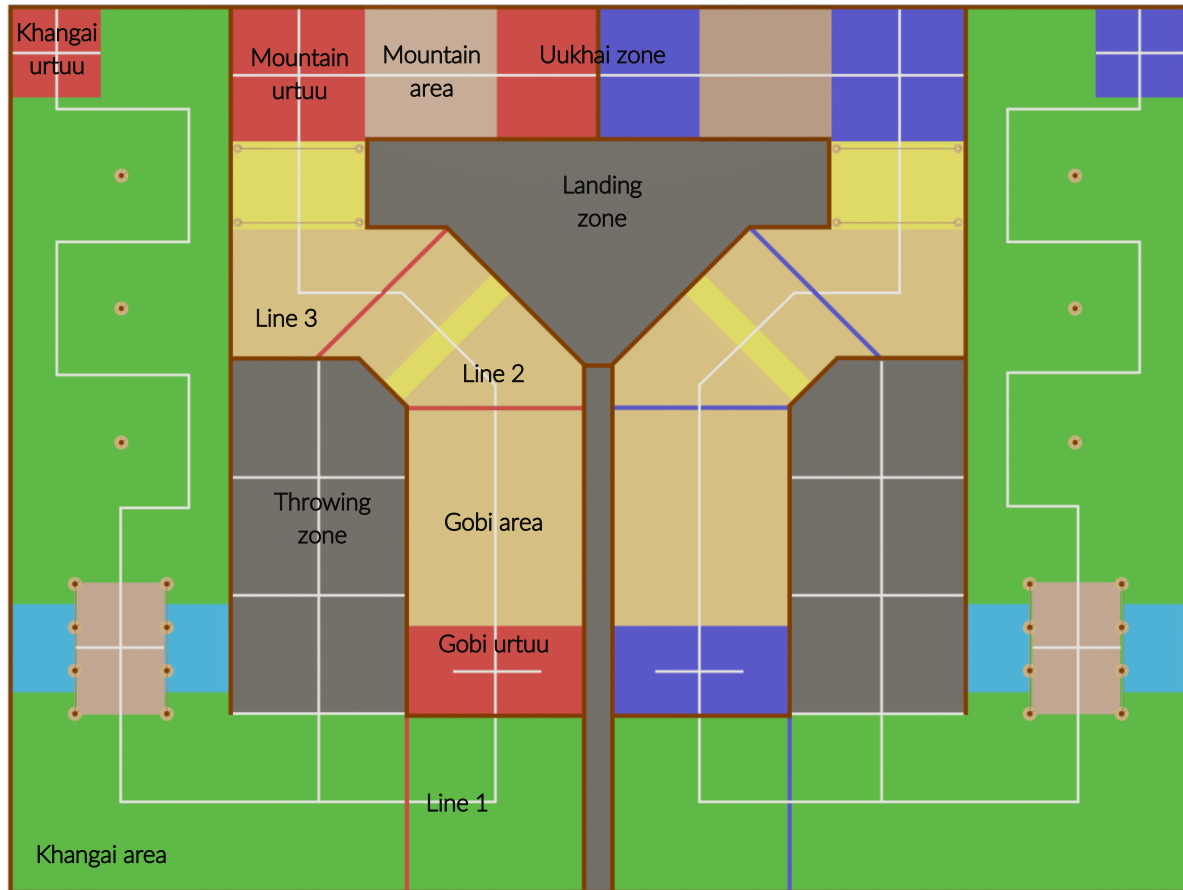 Khangai
urtuu
Mountain
urtuu
Mountain
area
Uukhai zone
Landing
zone
Line 3
Line 2
Throwing
zone
Gobi area
Gobi urtuu
Line 1
Khangai area